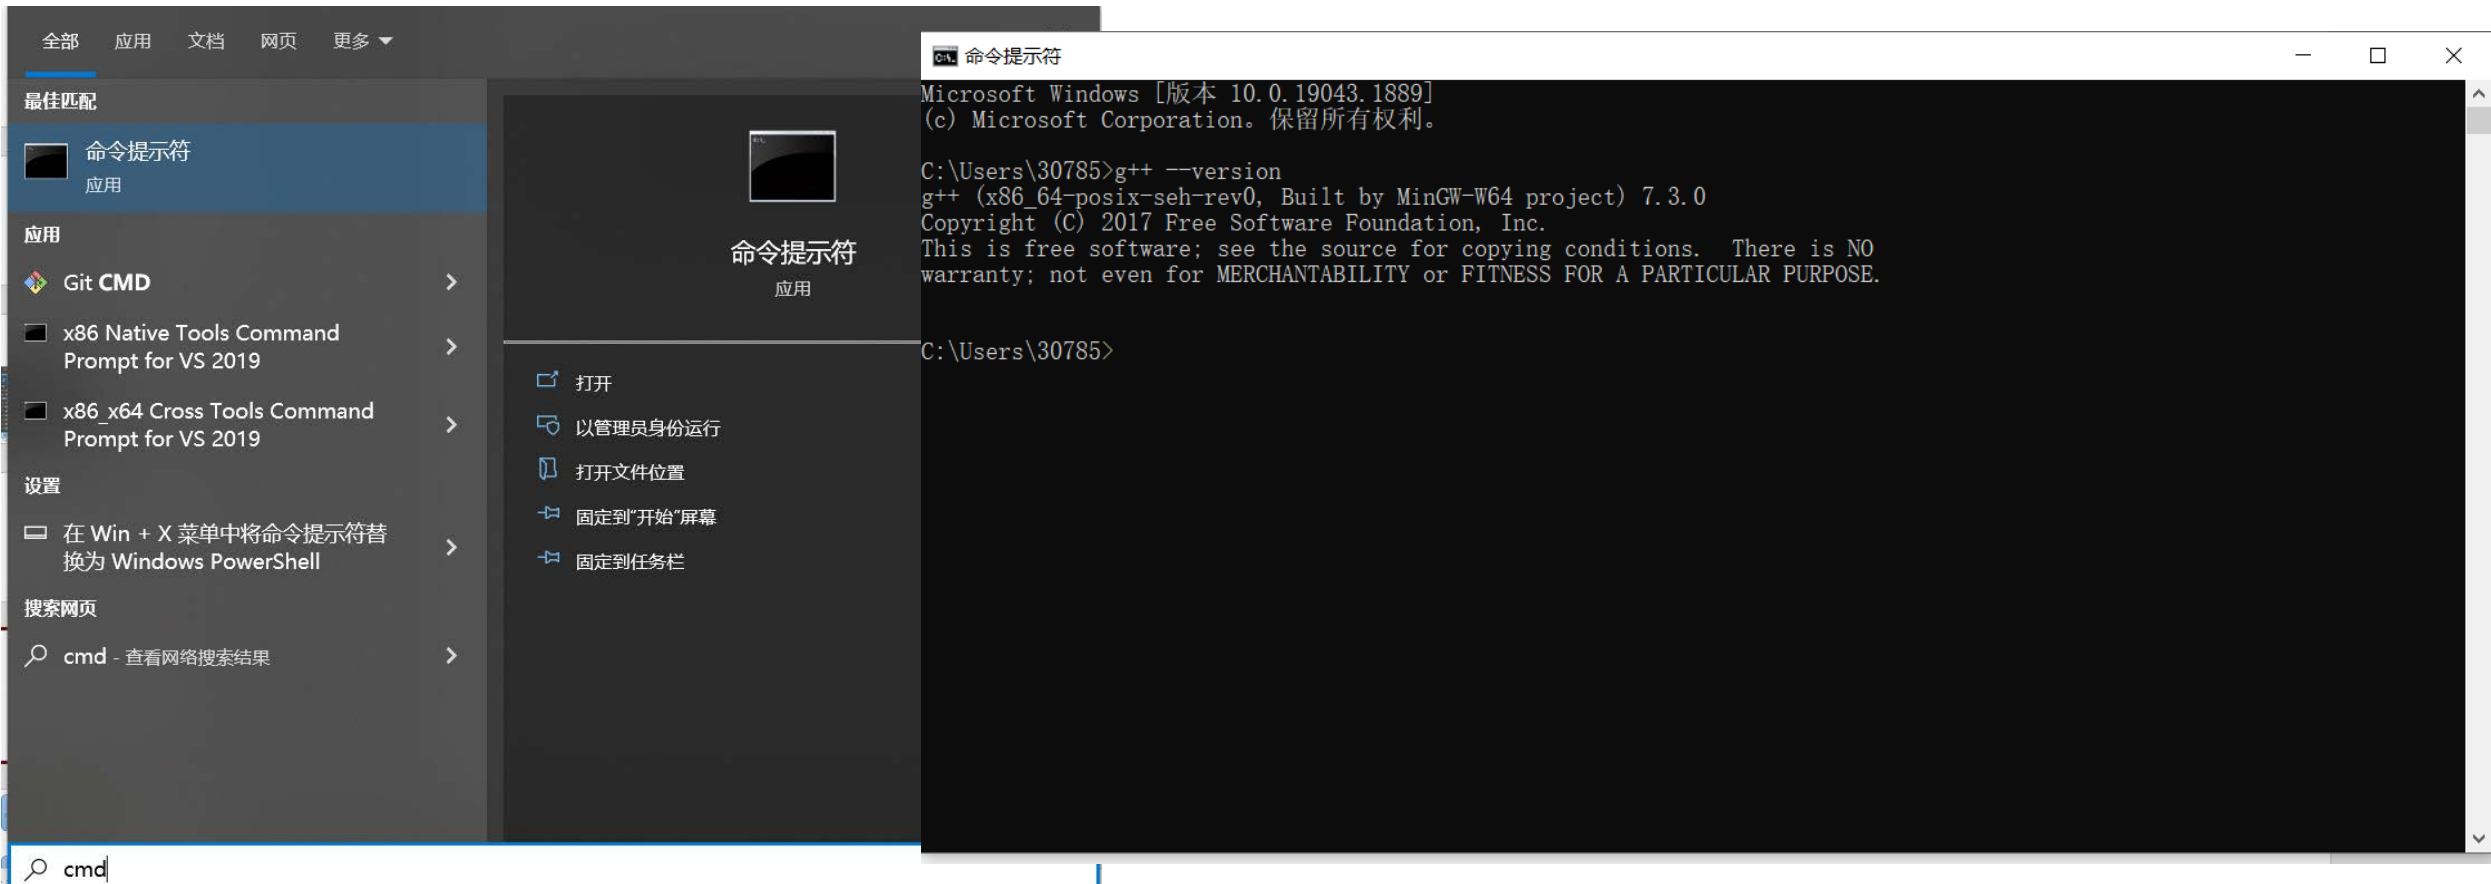 全部 应用 文档 网页 更多
最佳匹配
命令提示符
应用
应用
Git CMD
x86 Native Tools Command
Prompt for VS 2019
x86_x64 Cross Tools Command
Prompt for VS 2019
设置
在 Win + X 菜单中将命令提示符替
换为 Windows PowerShell
搜索网页
cmd - 查看网络搜索结果
cmd
命令提示符
应用
打开
以管理员身份运行
打开文件位置
固定到"开始"屏幕
固定到任务栏
命令提示符
Microsoft Windows [版本 10.0.19043.1889]
(c) Microsoft Corporation。保留所有权利。
C:\Users\30785>g++ --version
g++ (x86_64-posix-seh-rev0, Built by MinGW-W64 project) 7.3.0
Copyright (C) 2017 Free Software Foundation, Inc.
This is free software; see the source for copying conditions.  There is NO
warranty; not even for MERCHANTABILITY or FITNESS FOR A PARTICULAR PURPOSE.
C:\Users\30785>